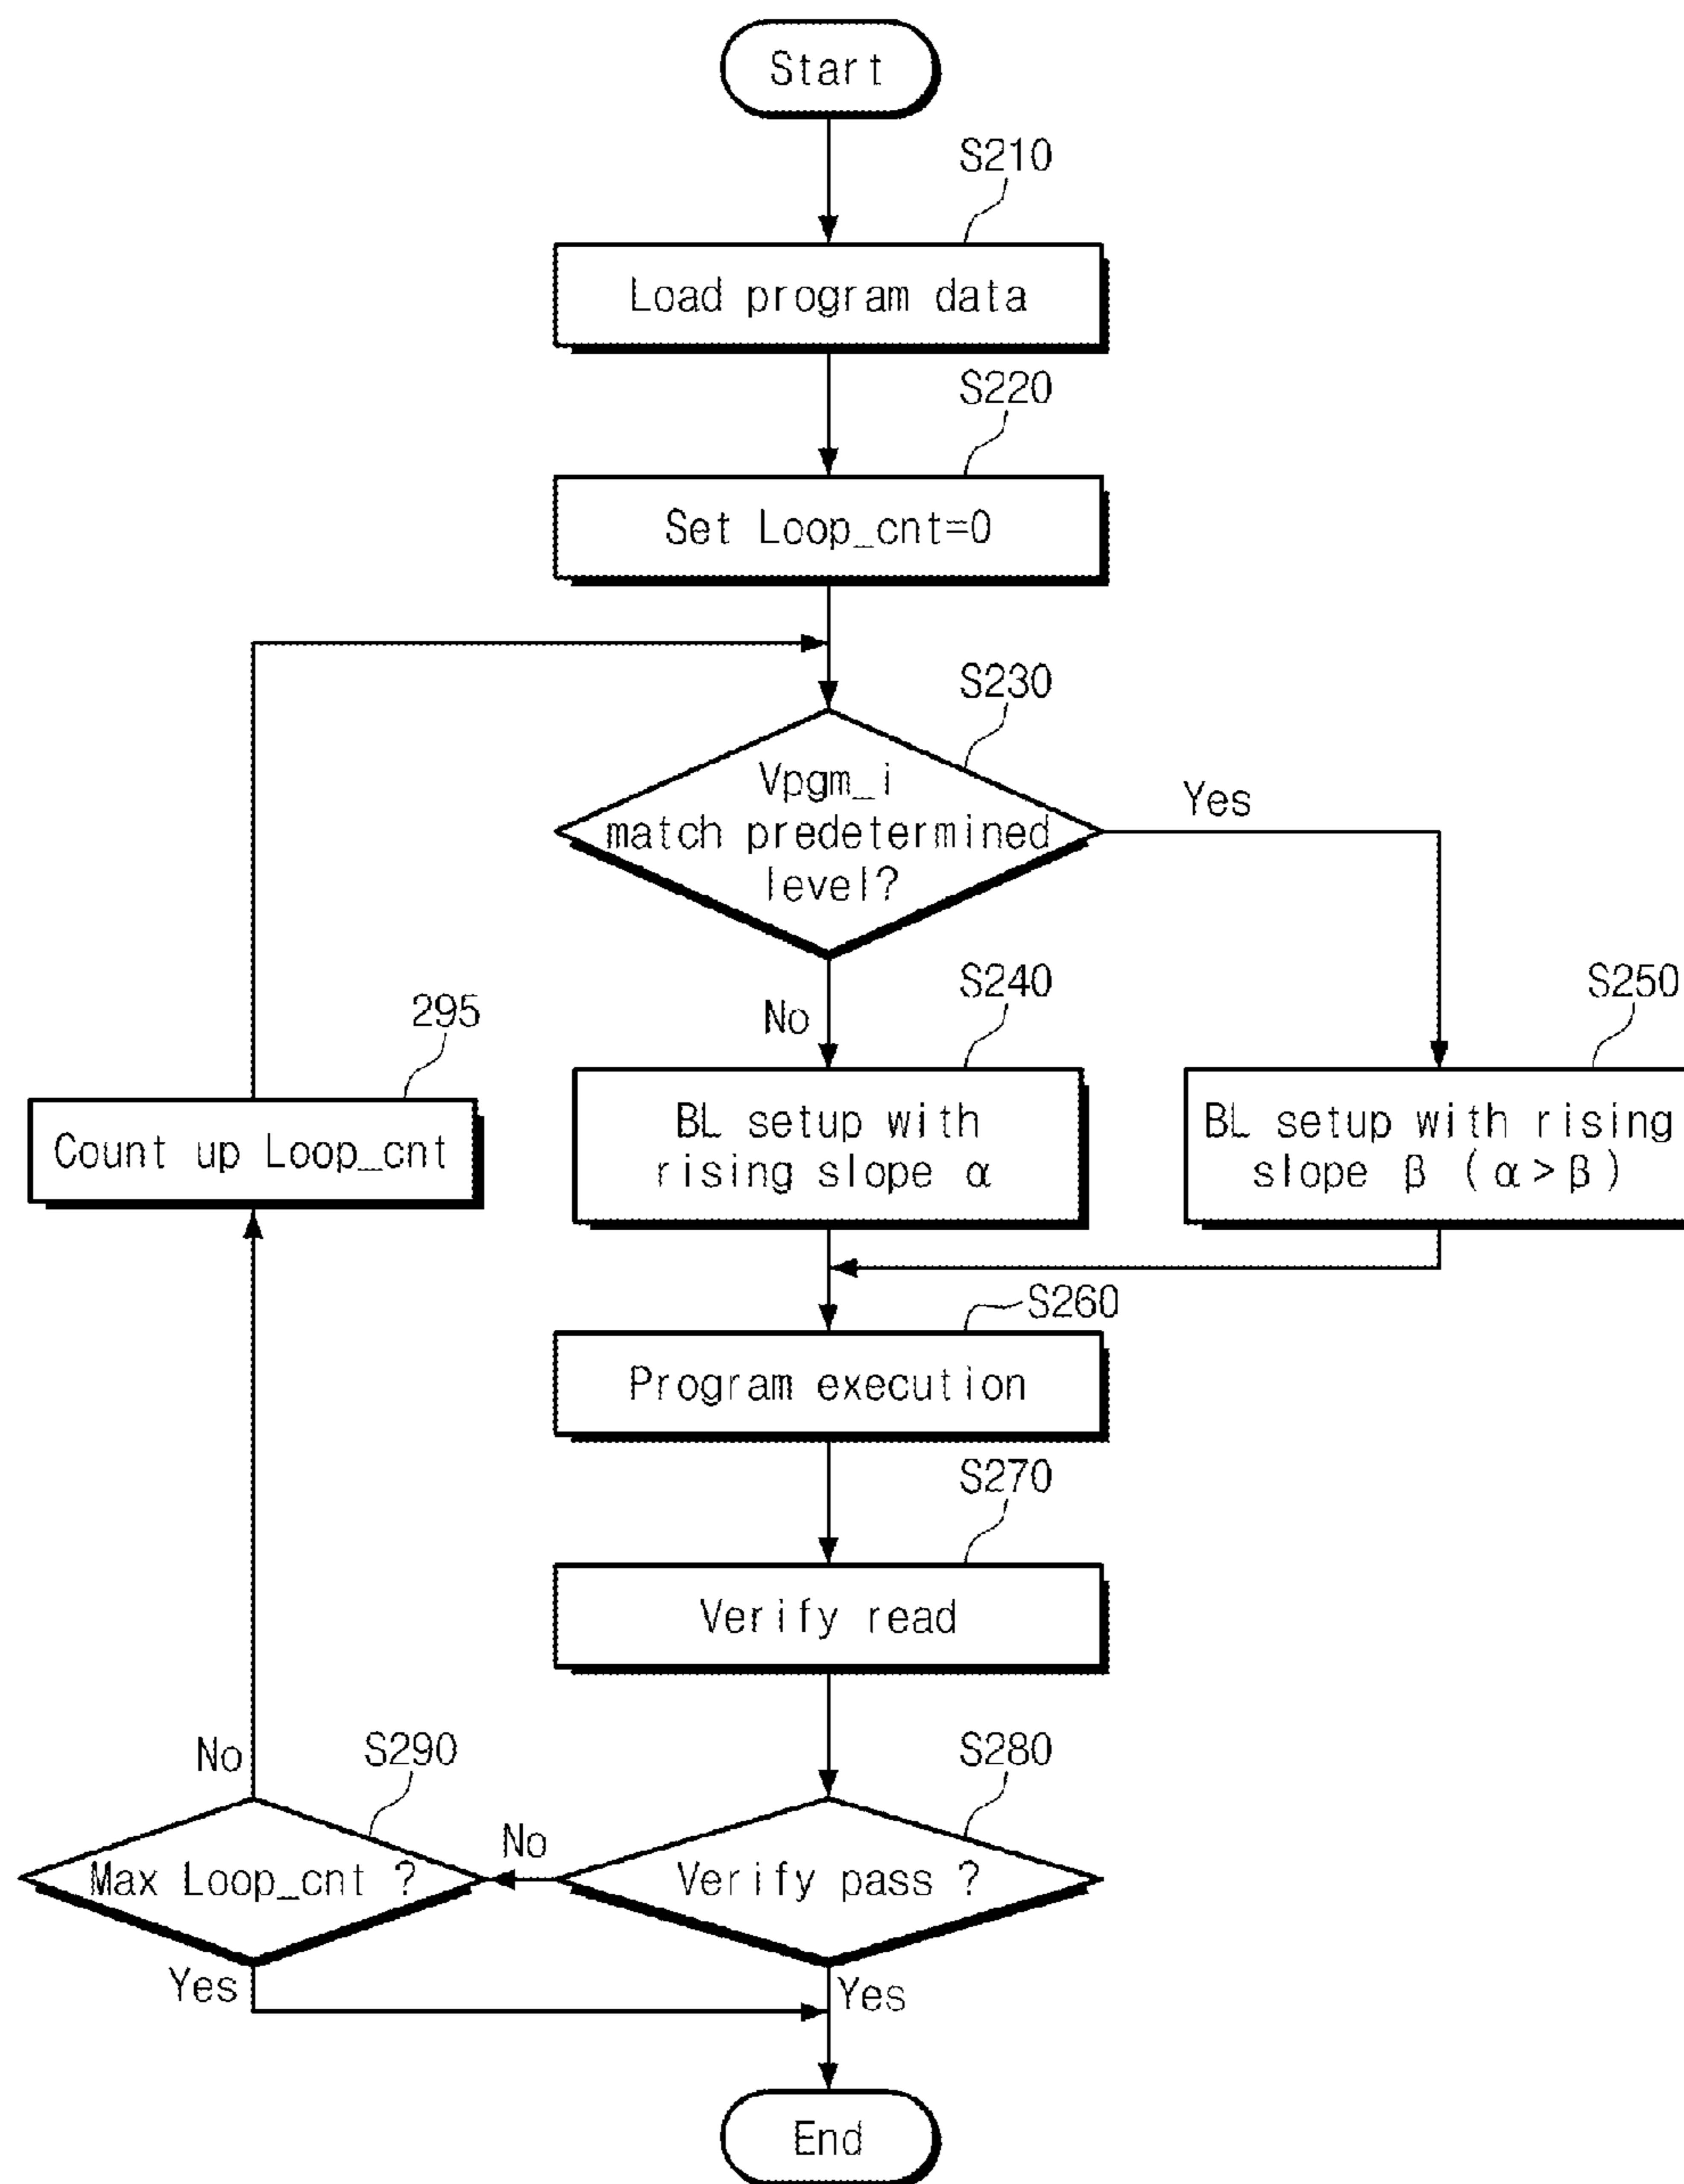 Start
S210
Load program data
S220
Set Loop_cnt=0
S230
Vpgm_i
match predetermined
level?
Yes
No
S240
S250
295
Count up Loop_cnt
BL setup with
rising slope α
BL setup with rising
slope β (α>β)
S260
Program execution
S270
Verify read
No
S290
S280
Max Loop_cnt ?
No
Verify pass ?
Yes
Yes
End